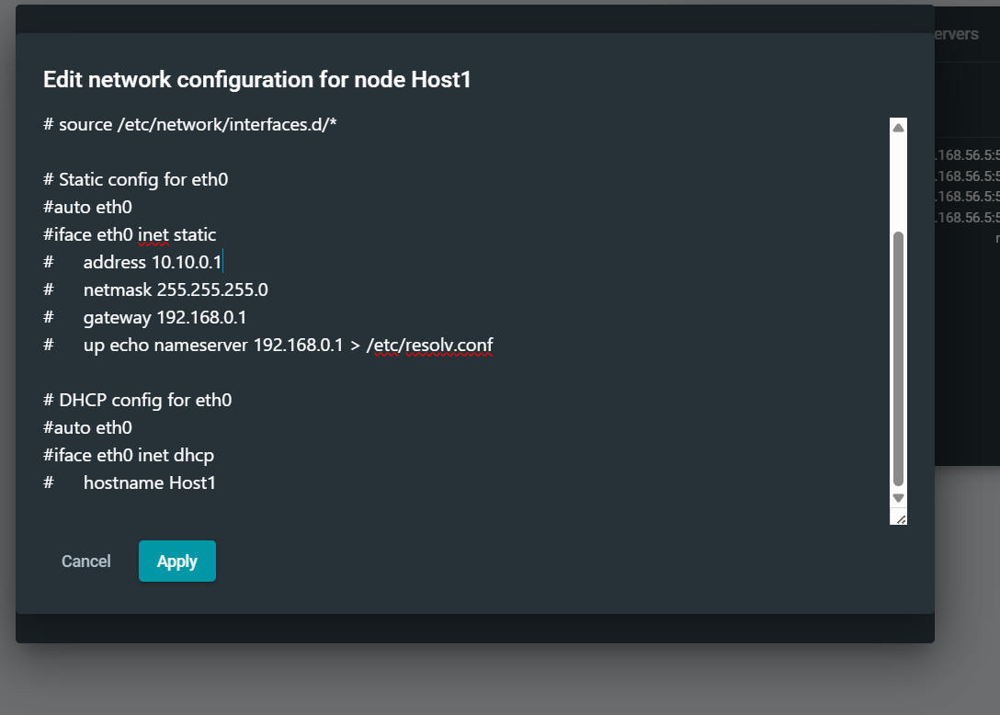 ervers
Edit network configuration for node Host1
# source /etc/network/interfaces.d/*
# Static config for eth0
#auto eth0
#iface eth0 inet static
# address 10.10.0.1
# netmask 255.255.255.0
# gateway 192.168.0.1
# up echo nameserver 192.168.0.1 > /etc/resolv.conf
# DHCP config for eth0
#auto eth0
#iface eth0 inet dhcp
# hostname Host1
Cancel Apply
.168.56.5:5
.168.56.5:5
.168.56.5:5
.168.56.5:5